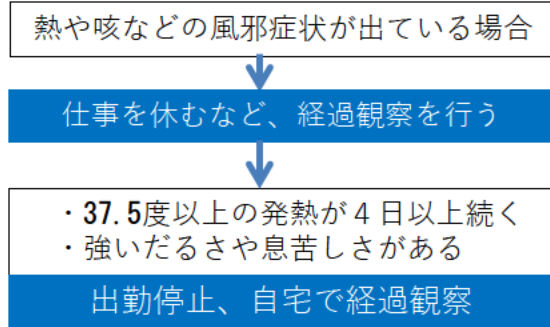 熱や咳などの風邪症状が出ている場合
仕事を休むなど、経過観察を行う
・37.5度以上の発熱が４日以上続く
・強いだるさや息苦しさがある
出勤停止、自宅で経過観察